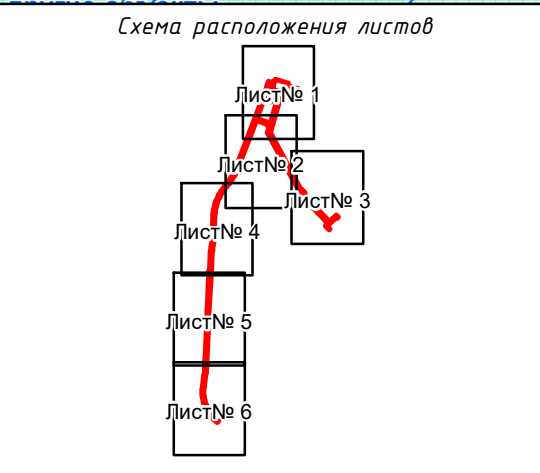 Схема расположения листов
Лист№ 1
Лист№ 2
Лист№ 3
Лист№ 4
Лист№ 5
Лист№ 6